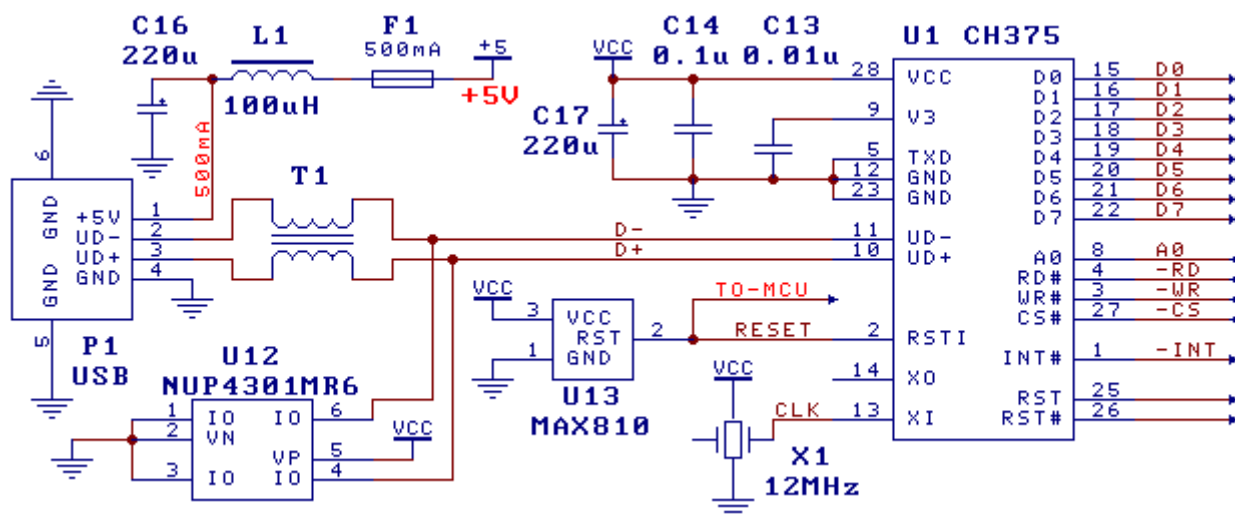 C16
220u
L1
100uH
F1
500mA
+5
+5V
500mA
VCC
C14
0.1u
C13
0.01u
C17
220u
U1 CH375
28 VCC
9 V3
5 TXD
12 GND
23 GND
11 UD-
10 UD+
2 RSTI
14 XO
13 XI
D0 15 D0
D1 16 D1
D2 17 D2
D3 18 D3
D4 19 D4
D5 20 D5
D6 21 D6
D7 22 D7
A0 8 A0
RD# 4 -RD
WR# 3 -WR
CS# 27 -CS
INT# 1 -INT
RST 25
RST# 26
6
GND
GND
5
+5V 1
UD- 2
UD+ 3
GND 4
P1
USB
T1
D-
D+
TO-MCU
RESET
VCC
3 VCC
RST 2
1 GND
U13
MAX810
VCC
CLK
X1
12MHz
U12
NUP4301MR6
1 IO IO 6
2 VN
VP 5
3 IO IO 4
VCC